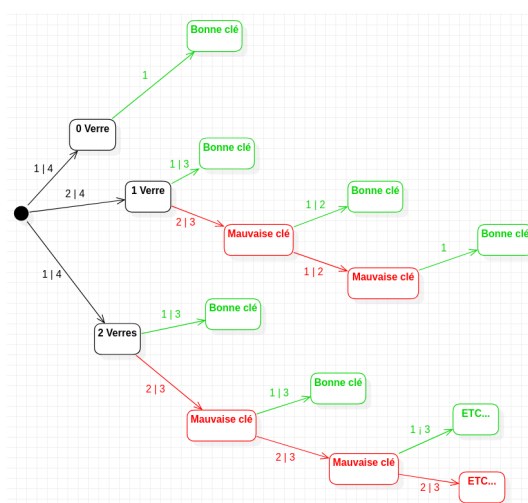 Bonne clé
1
0 Verre
1 | 4
Bonne clé
1 | 3
2 | 4
1 Verre
Bonne clé
1 | 2
2 | 3
Mauvaise clé
Bonne clé
1
1 | 2
Mauvaise clé
1 | 4
Bonne clé
1 | 3
2 Verres
2 | 3
Bonne clé
1 | 3
Mauvaise clé
ETC...
1 | 3
2 | 3
Mauvaise clé
ETC...
2 | 3